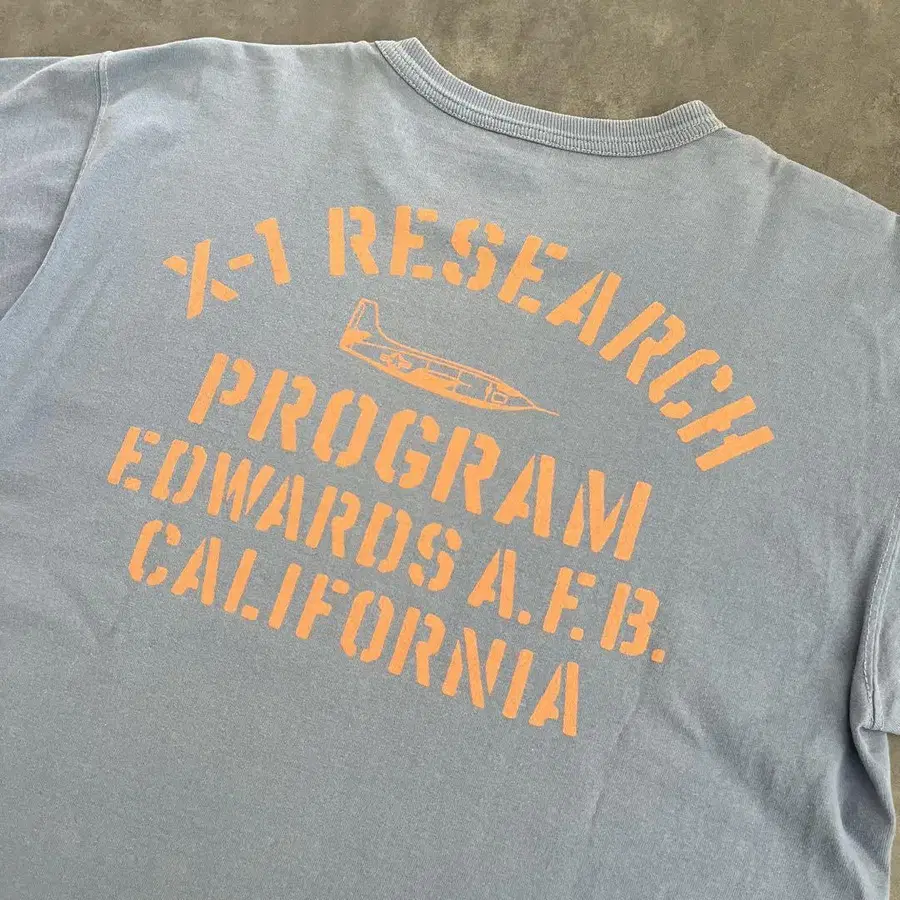 X-1 RESEARCH
PROGRAM
EDWARDS A.F.B.
CALIFORNIA